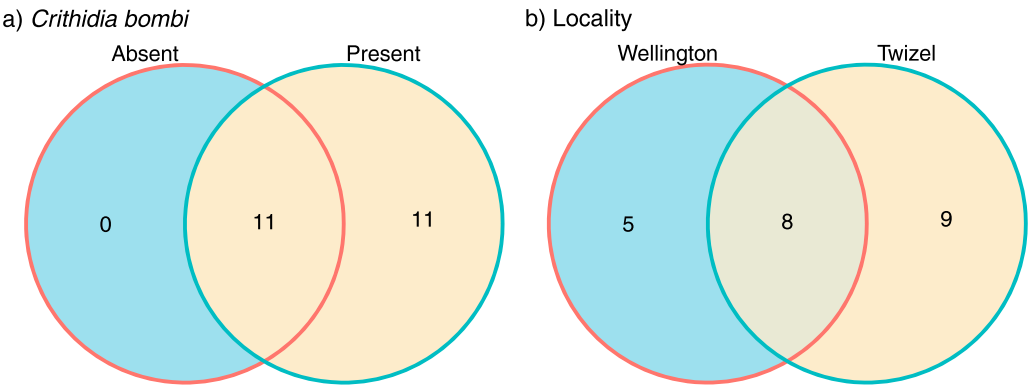 a) Crithidia bombi
Absent Present
0 11 11
b) Locality
Wellington Twizel
5 8 9